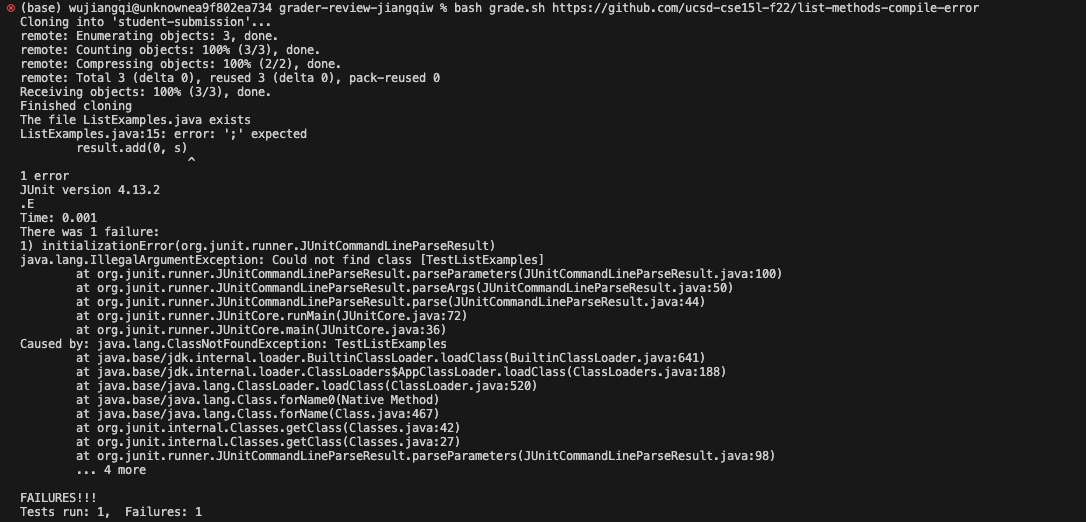 (base) wujiangqi@unknownea9f802ea734 grader-review-jiangqiw % bash grade.sh https://github.com/ucsd-cse15l-f22/list-methods-compile-error
Cloning into 'student-submission'...
remote: Enumerating objects: 3, done.
remote: Counting objects: 100% (3/3), done.
remote: Compressing objects: 100% (2/2), done.
remote: Total 3 (delta 0), reused 3 (delta 0), pack-reused 0
Receiving objects: 100% (3/3), done.
Finished cloning
The file ListExamples.java exists
ListExamples.java:15: error: ';' expected
        result.add(0, s)
                        ^
1 error
JUnit version 4.13.2
.E
Time: 0.001
There was 1 failure:
1) initializationError(org.junit.runner.JUnitCommandLineParseResult)
java.lang.IllegalArgumentException: Could not find class [TestListExamples]
        at org.junit.runner.JUnitCommandLineParseResult.parseParameters(JUnitCommandLineParseResult.java:100)
        at org.junit.runner.JUnitCommandLineParseResult.parseArgs(JUnitCommandLineParseResult.java:50)
        at org.junit.runner.JUnitCommandLineParseResult.parse(JUnitCommandLineParseResult.java:44)
        at org.junit.runner.JUnitCore.runMain(JUnitCore.java:72)
        at org.junit.runner.JUnitCore.main(JUnitCore.java:36)
Caused by: java.lang.ClassNotFoundException: TestListExamples
        at java.base/jdk.internal.loader.BuiltinClassLoader.loadClass(BuiltinClassLoader.java:641)
        at java.base/jdk.internal.loader.ClassLoaders$AppClassLoader.loadClass(ClassLoaders.java:188)
        at java.base/java.lang.ClassLoader.loadClass(ClassLoader.java:520)
        at java.base/java.lang.Class.forName0(Native Method)
        at java.base/java.lang.Class.forName(Class.java:467)
        at org.junit.internal.Classes.getClass(Classes.java:42)
        at org.junit.internal.Classes.getClass(Classes.java:27)
        at org.junit.runner.JUnitCommandLineParseResult.parseParameters(JUnitCommandLineParseResult.java:98)
        ... 4 more

FAILURES!!!
Tests run: 1,  Failures: 1